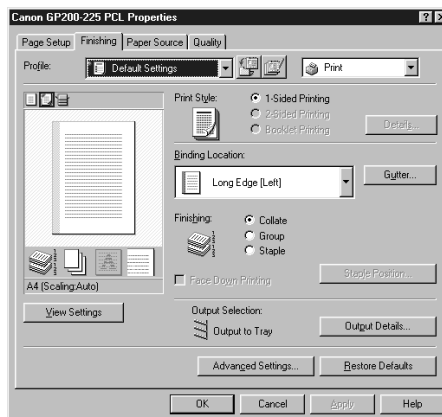 Canon GP200-225 PCL Properties
Page Setup Finishing Paper Source Quality
Profile: Default Settings Print
Print Style: 1-Sided Printing
2-Sided Printing
Booklet Printing
Details...
Binding Location:
Long Edge [Left] Gutter...
Finishing: Collate
Group
Staple
Face Down Printing Staple Position...
A4 (Scaling:Auto)
View Settings
Output Selection:
Output to Tray Output Details...
Advanced Settings... Restore Defaults
OK Cancel Apply Help